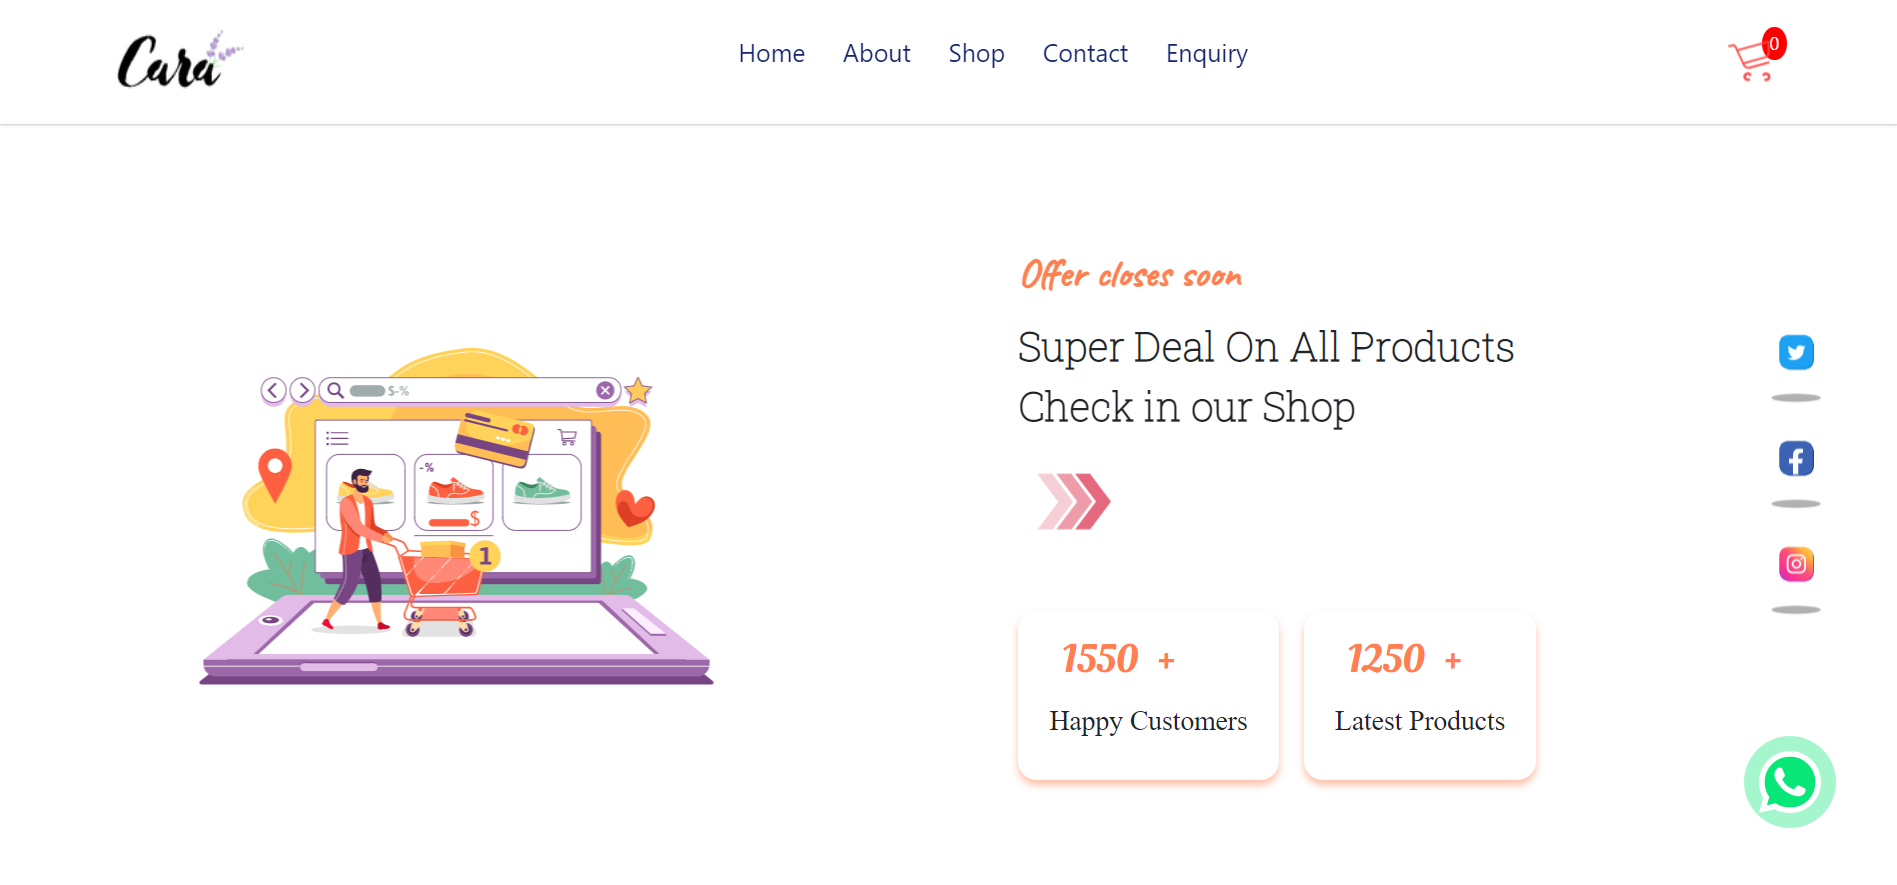 Cara
Home About Shop Contact Enquiry
0
Offer closes soon
Super Deal On All Products
Check in our Shop
$-%
-%
$
1
1550 +
Happy Customers
1250 +
Latest Products